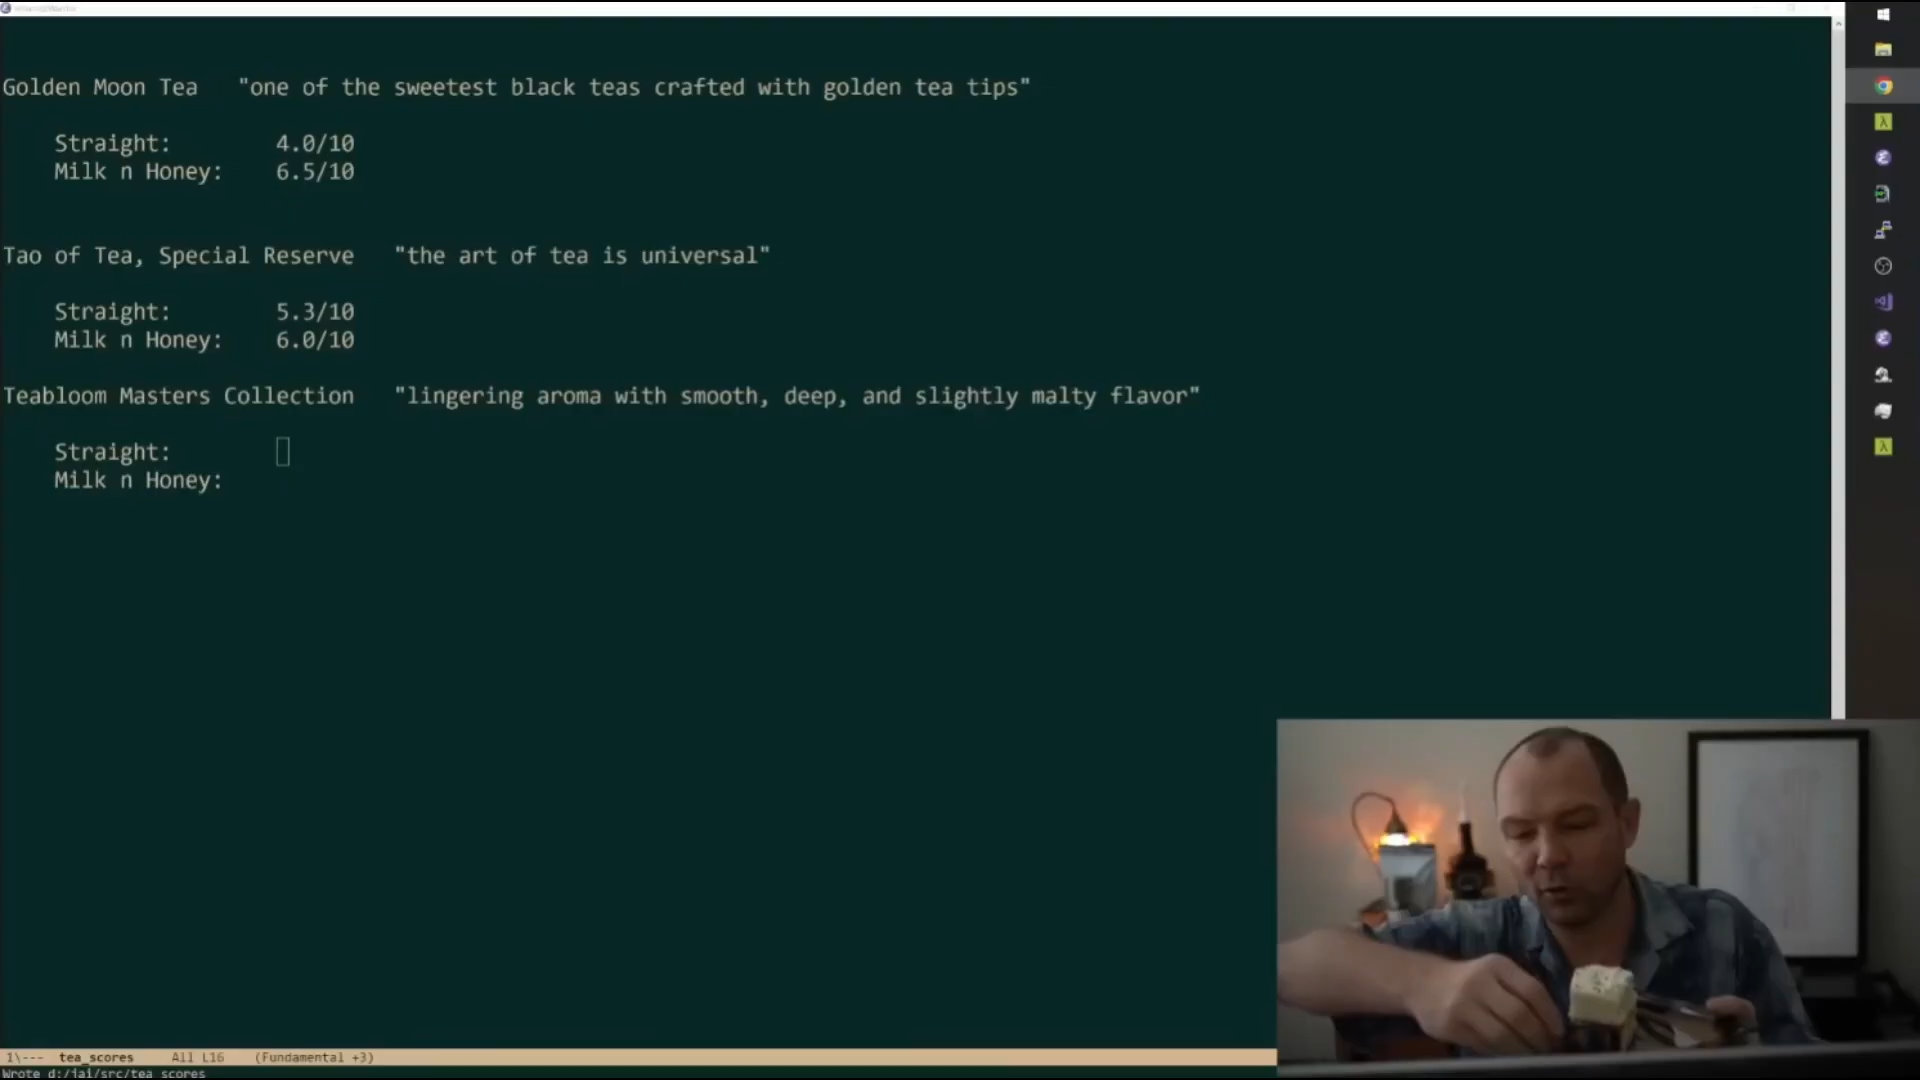 Golden Moon Tea "one of the sweetest black teas crafted with golden tea tips"
Straight: 4.0/10
Milk n Honey: 6.5/10
Tao of Tea, Special Reserve "the art of tea is universal"
Straight: 5.3/10
Milk n Honey: 6.0/10
Teabloom Masters Collection "lingering aroma with smooth, deep, and slightly malty flavor"
Straight:
Milk n Honey:
1\--- tea_scores All L16 (Fundamental +3)
Wrote d:/jai/src/tea_scores